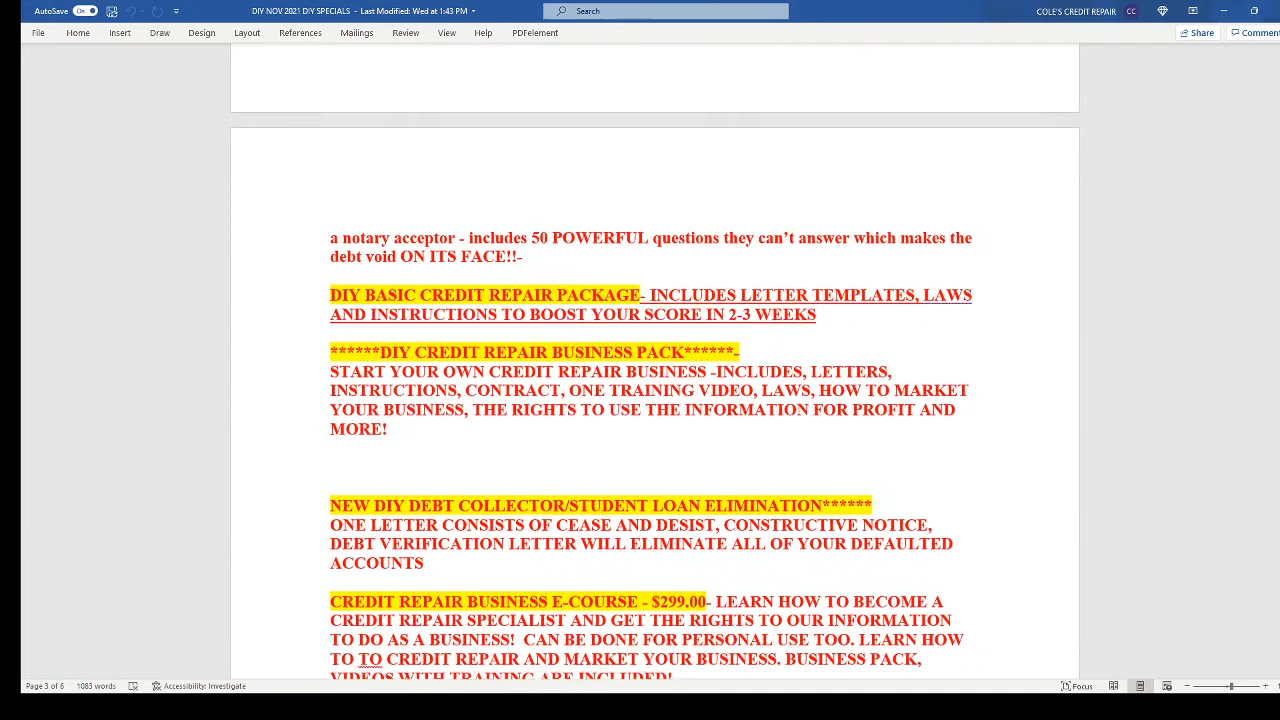 AutoSave On DIY NOV 2021 DIY SPECIALS - Last Modified: Wed at 1:43 PM Search COLE'S CREDIT REPAIR CC
File Home Insert Draw Design Layout References Mailings Review View Help PDFelement Share Comment
a notary acceptor - includes 50 POWERFUL questions they can't answer which makes the
debt void ON ITS FACE!!-
DIY BASIC CREDIT REPAIR PACKAGE- INCLUDES LETTER TEMPLATES, LAWS
AND INSTRUCTIONS TO BOOST YOUR SCORE IN 2-3 WEEKS
******DIY CREDIT REPAIR BUSINESS PACK******-
START YOUR OWN CREDIT REPAIR BUSINESS -INCLUDES, LETTERS,
INSTRUCTIONS, CONTRACT, ONE TRAINING VIDEO, LAWS, HOW TO MARKET
YOUR BUSINESS, THE RIGHTS TO USE THE INFORMATION FOR PROFIT AND
MORE!
NEW DIY DEBT COLLECTOR/STUDENT LOAN ELIMINATION******
ONE LETTER CONSISTS OF CEASE AND DESIST, CONSTRUCTIVE NOTICE,
DEBT VERIFICATION LETTER WILL ELIMINATE ALL OF YOUR DEFAULTED
ACCOUNTS
CREDIT REPAIR BUSINESS E-COURSE - $299.00- LEARN HOW TO BECOME A
CREDIT REPAIR SPECIALIST AND GET THE RIGHTS TO OUR INFORMATION
TO DO AS A BUSINESS! CAN BE DONE FOR PERSONAL USE TOO. LEARN HOW
TO TO CREDIT REPAIR AND MARKET YOUR BUSINESS. BUSINESS PACK,
VIDEOS WITH TRAINING ARE INCLUDED!
Page 3 of 6 1083 words Accessibility: Investigate Focus